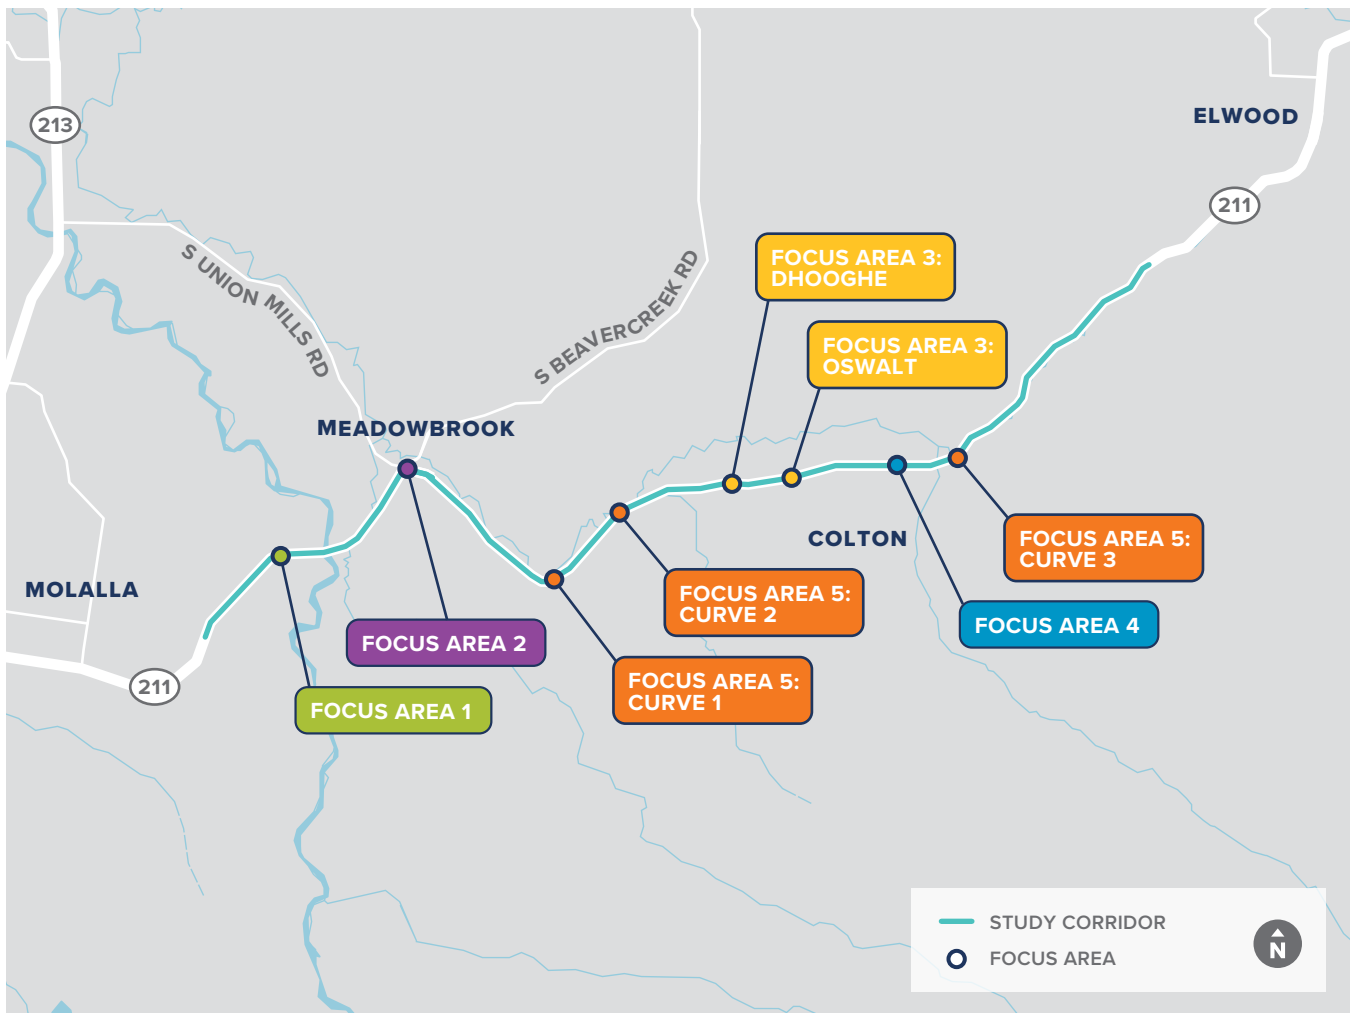 ELWOOD
213
211
S UNION MILLS RD
S BEAVERCREEK RD
FOCUS AREA 3:
DHOOGHE
FOCUS AREA 3:
OSWALT
MEADOWBROOK
COLTON
FOCUS AREA 5:
CURVE 3
MOLALLA
FOCUS AREA 5:
CURVE 2
FOCUS AREA 4
FOCUS AREA 2
FOCUS AREA 5:
CURVE 1
211
FOCUS AREA 1
STUDY CORRIDOR
FOCUS AREA
N